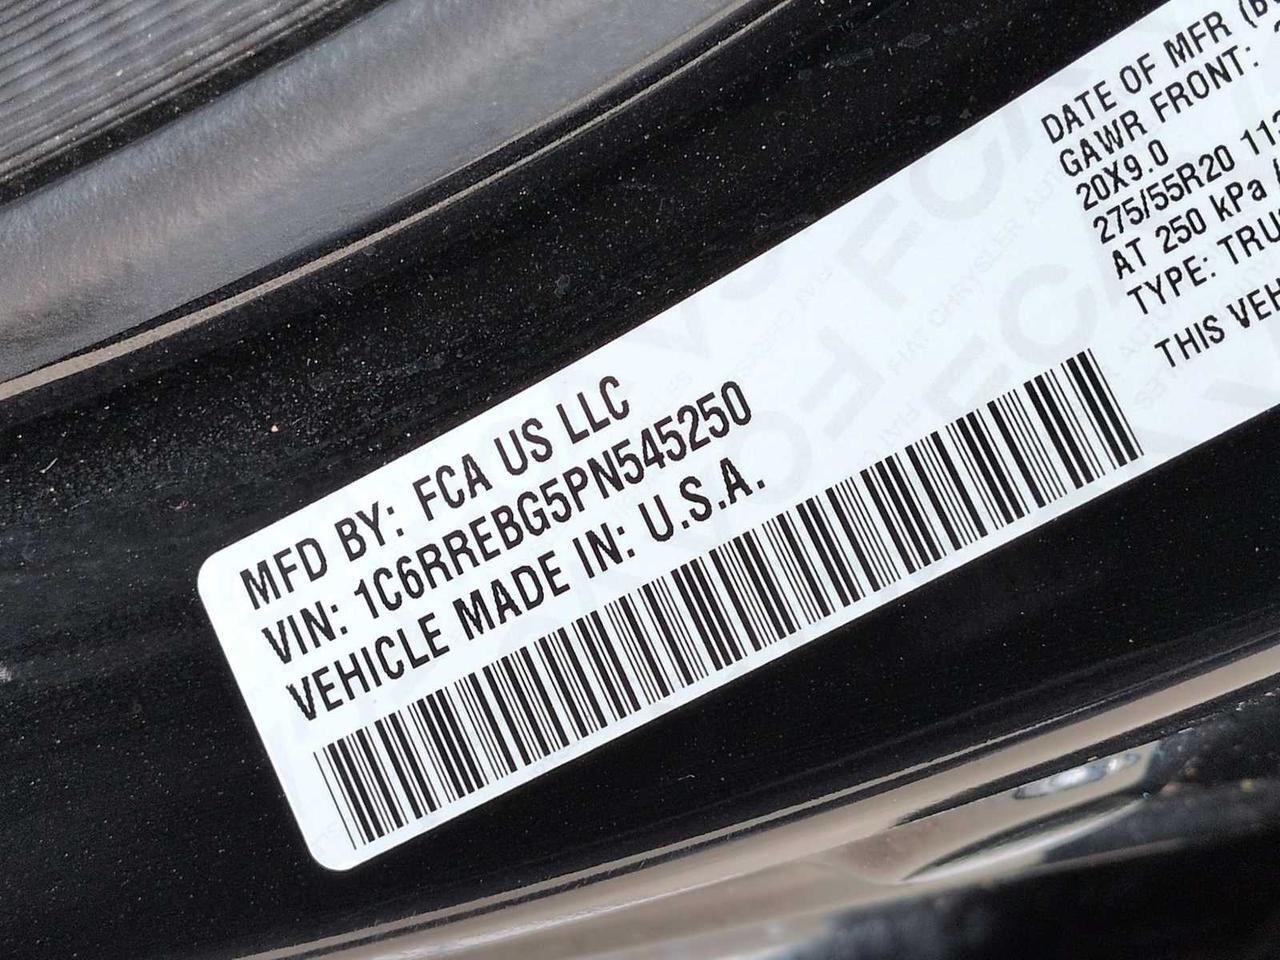 MFD BY: FCA US LLC
VIN: 1C6RREBG5PN545250
VEHICLE MADE IN: U.S.A.
DATE OF MFR
GAWR FRONT:
20X9.0
275/55R20
AT 250 kPa
TYPE:
THIS